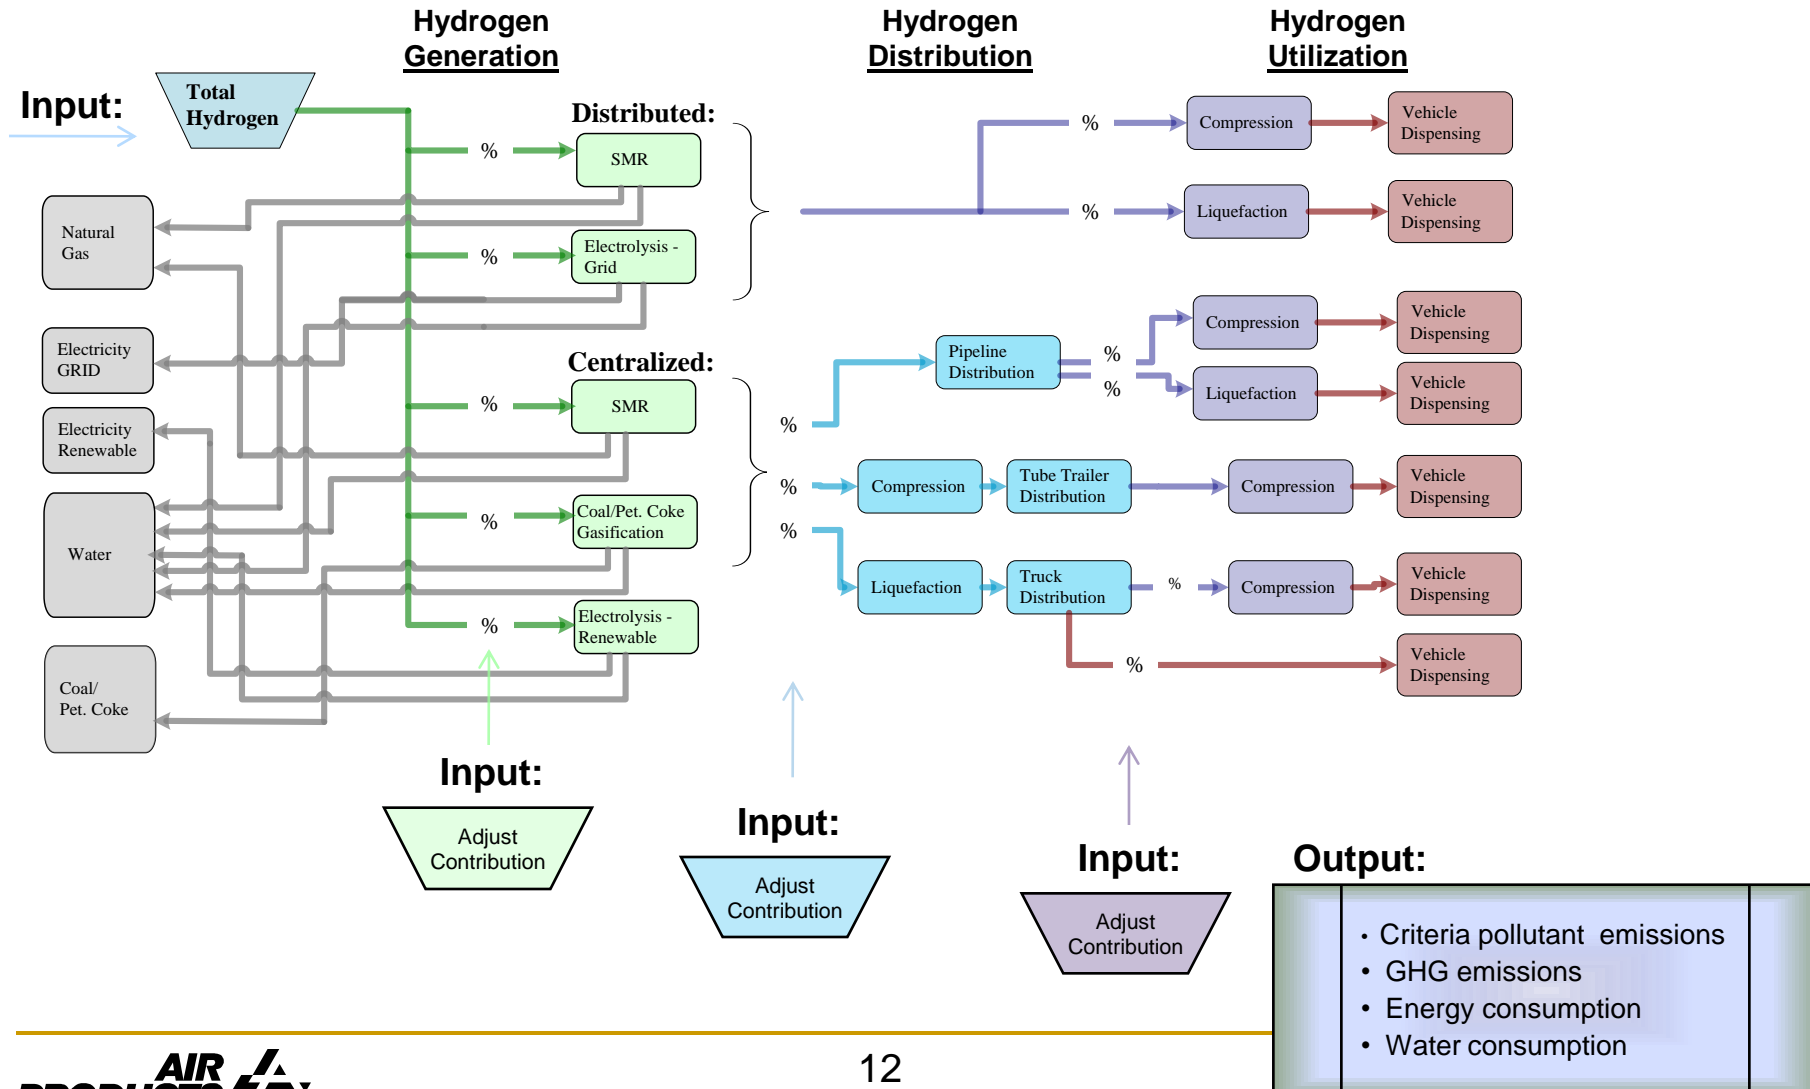 Hydrogen
Generation
Hydrogen
Distribution
Hydrogen
Utilization
Input:
Total
Hydrogen
Distributed:
%
SMR
%
Electrolysis -
Grid
Centralized:
%
SMR
%
Coal/Pet. Coke
Gasification
%
Electrolysis -
Renewable
Natural
Gas
Electricity
GRID
Electricity
Renewable
Water
Coal/
Pet. Coke
%
Compression
Vehicle
Dispensing
%
Liquefaction
Vehicle
Dispensing
%
Pipeline
Distribution
%
Compression
Vehicle
Dispensing
%
Liquefaction
Vehicle
Dispensing
%
Compression
Tube Trailer
Distribution
Compression
Vehicle
Dispensing
%
Liquefaction
Truck
Distribution
%
Compression
Vehicle
Dispensing
%
Vehicle
Dispensing
Input:
Adjust
Contribution
Input:
Adjust
Contribution
Input:
Adjust
Contribution
Output:
• Criteria pollutant emissions
• GHG emissions
• Energy consumption
• Water consumption
AIR
PRODUCTS
12